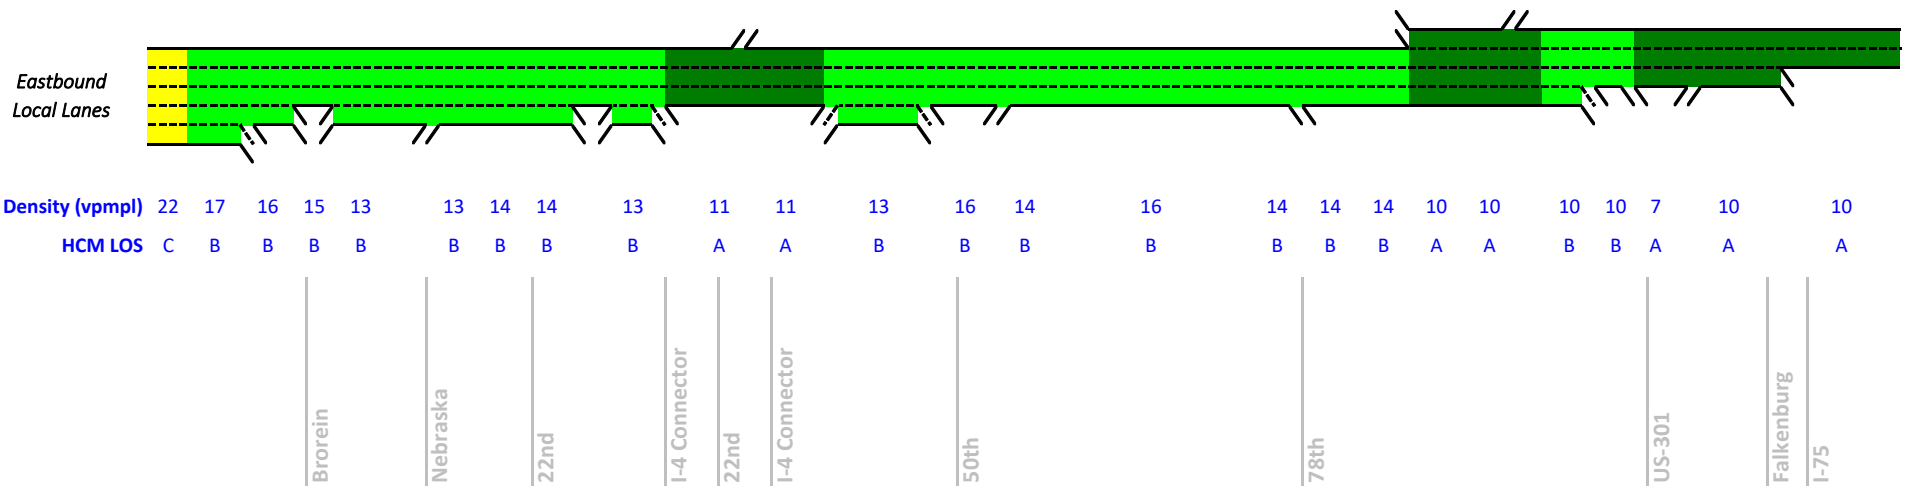 Eastbound
Local Lanes
Density (vpmpl) 22 17 16 15 13 13 14 14 13 11 11 13 16 14 16 14 14 14 10 10 10 10 7 10 10
HCM LOS C B B B B B B B B A A B B B B B B B A A B B A A A
Brorein
Nebraska
22nd
I-4 Connector
22nd
I-4 Connector
50th
78th
US-301
Falkenburg
I-75